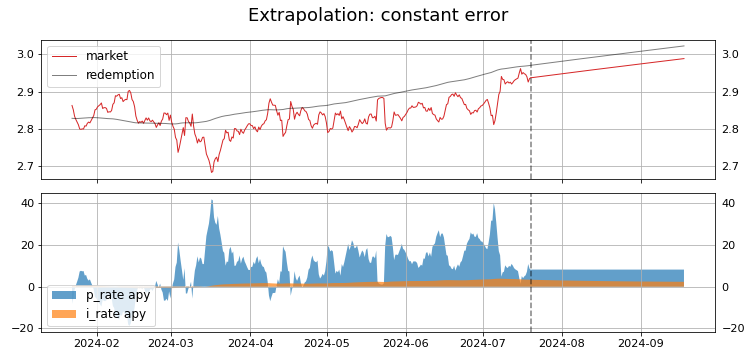 Extrapolation: constant error
market
redemption
3.0 3.0
2.9 2.9
2.8 2.8
2.7 2.7
p_rate apy
i_rate apy
40 40
20 20
0 0
−20 −20
2024-02 2024-03 2024-04 2024-05 2024-06 2024-07 2024-08 2024-09